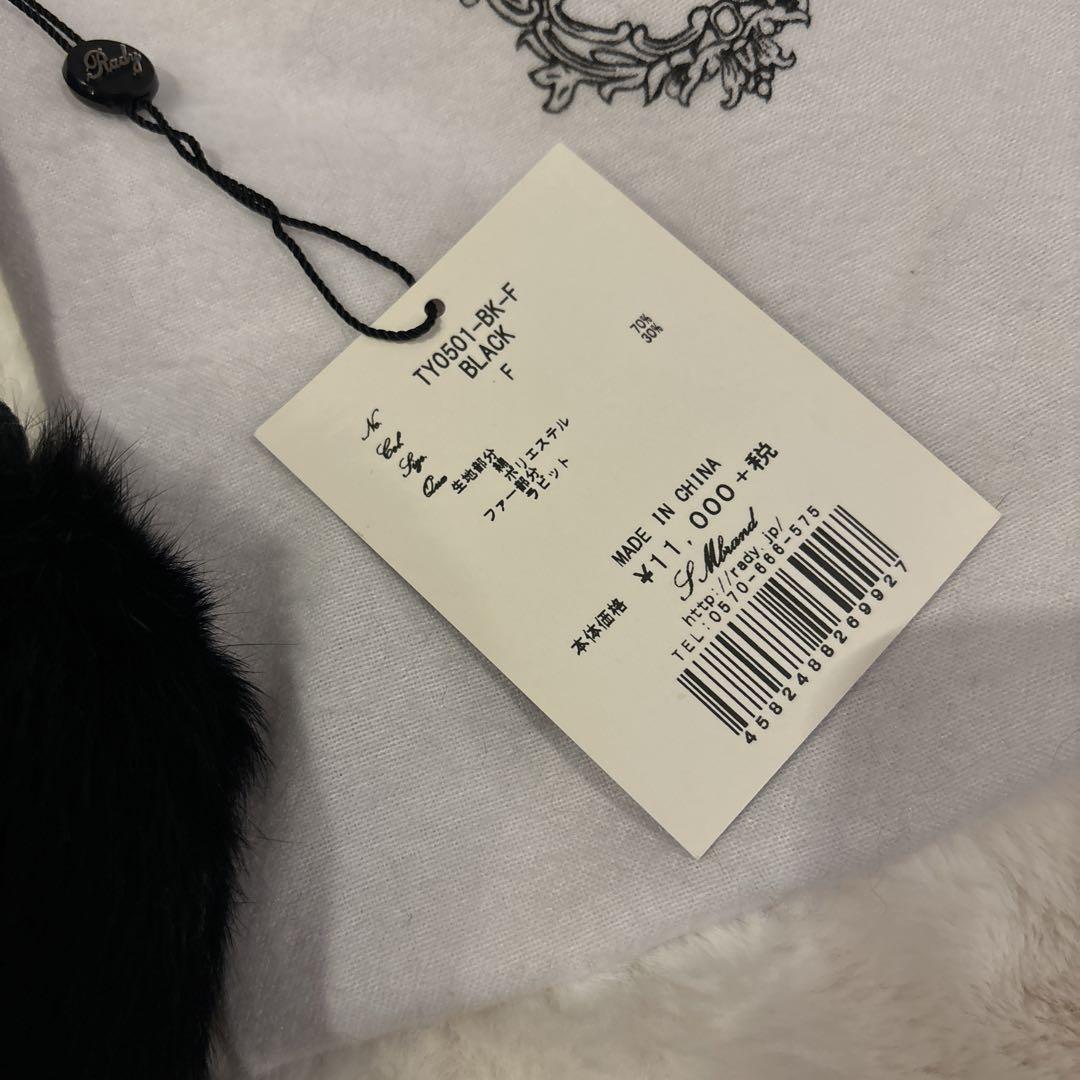 Rady
TY0501-BK-F
BLACK
F
No.
Col.
Sze.
Qua
生地部分
綿
70%
ポリエステル
30%
ファー部分
ラビット
MADE IN CHINA
本体価格 ¥11,000+税
S Mbrand
http://rady.jp/
TEL:0570-666-575
4582488269927